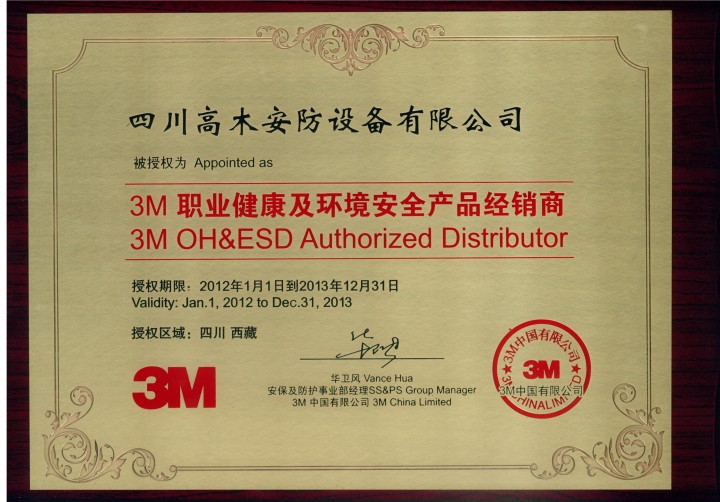 四川高木安防设备有限公司
被授权为 Appointed as
3M 职业健康及环境安全产品经销商
3M OH&ESD Authorized Distributor
授权期限：2012年1月1日到2013年12月31日
Validity: Jan.1, 2012 to Dec.31, 2013
授权区域：四川 西藏
3M
华卫风 Vance Hua
安保及防护事业部经理SS&PS Group Manager
3M 中国有限公司 3M China Limited
★3M中国有限公司★
3M
3M中国有限公司
3M CHINA LIMITED